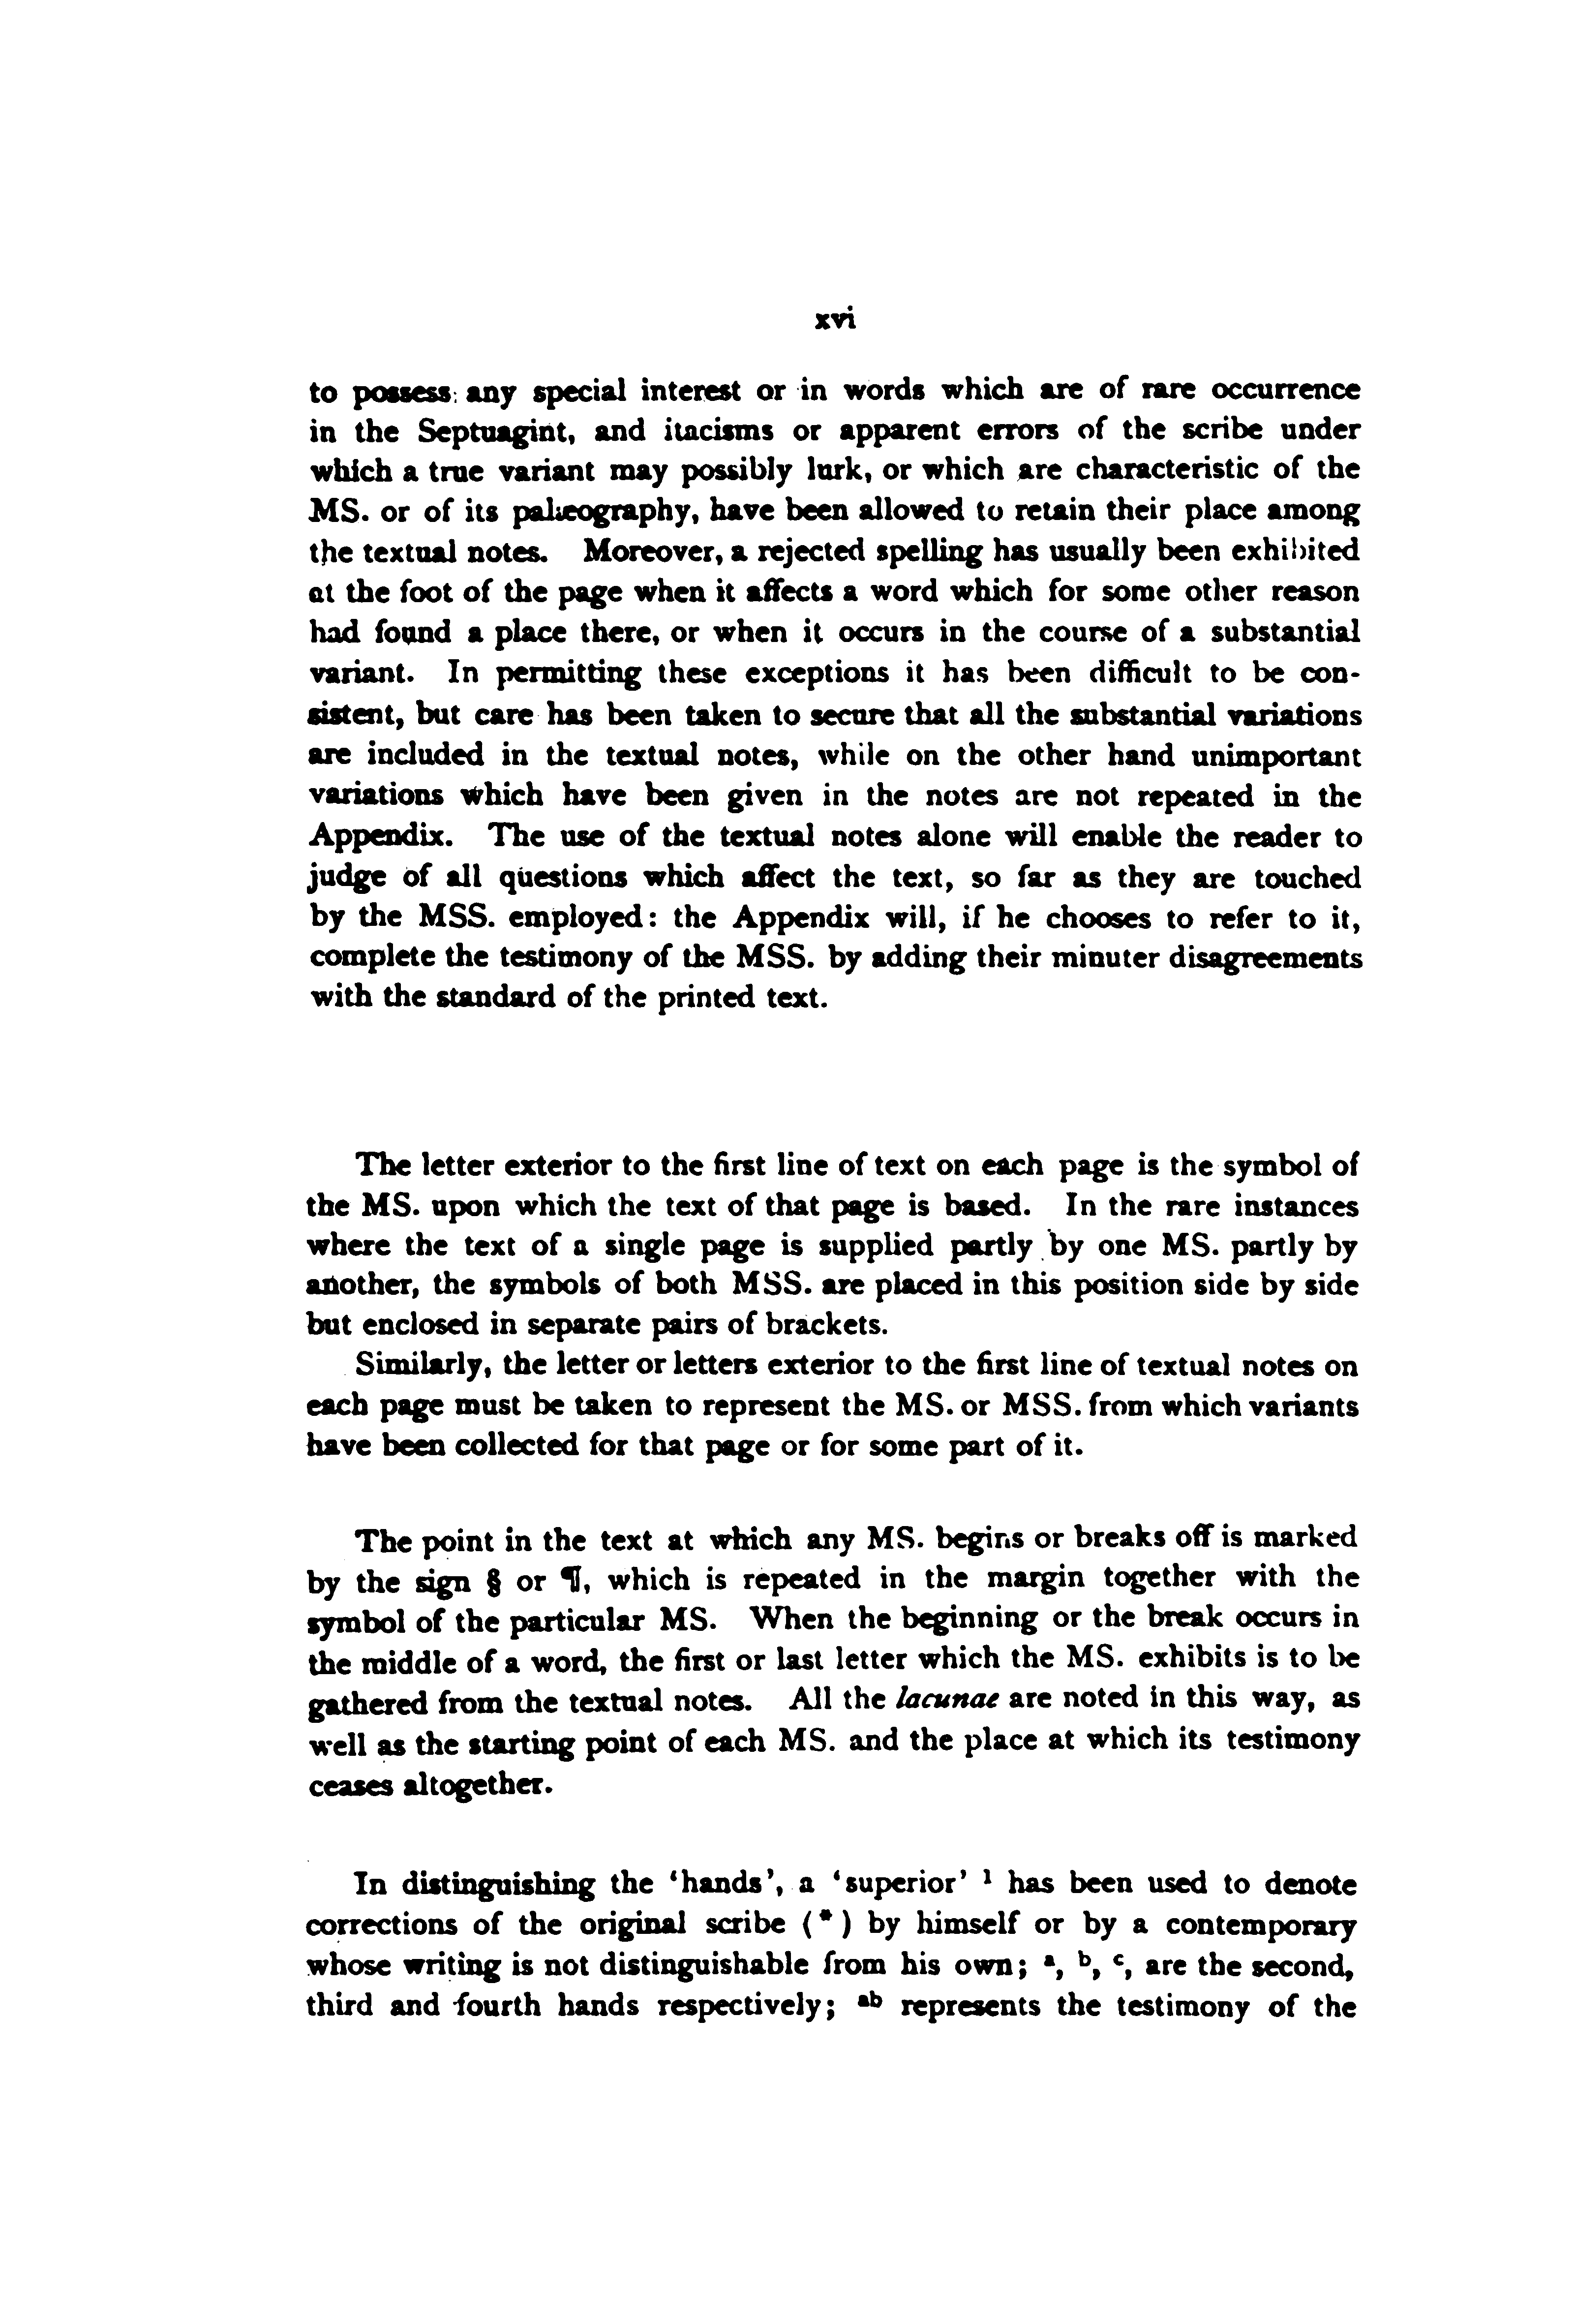 xvi
to possess any special interest or in words which are of rare occurrence
in the Septuagint, and itacisms or apparent errors of the scribe under
which a true variant may possibly lurk, or which are characteristic of the
MS. or of its palæography, have been allowed to retain their place among
the textual notes. Moreover, a rejected spelling has usually been exhibited
at the foot of the page when it affects a word which for some other reason
had found a place there, or when it occurs in the course of a substantial
variant. In permitting these exceptions it has been difficult to be con-
sistent, but care has been taken to secure that all the substantial variations
are included in the textual notes, while on the other hand unimportant
variations which have been given in the notes are not repeated in the
Appendix. The use of the textual notes alone will enable the reader to
judge of all questions which affect the text, so far as they are touched
by the MSS. employed: the Appendix will, if he chooses to refer to it,
complete the testimony of the MSS. by adding their minuter disagreements
with the standard of the printed text.
The letter exterior to the first line of text on each page is the symbol of
the MS. upon which the text of that page is based. In the rare instances
where the text of a single page is supplied partly by one MS. partly by
another, the symbols of both MSS. are placed in this position side by side
but enclosed in separate pairs of brackets.
Similarly, the letter or letters exterior to the first line of textual notes on
each page must be taken to represent the MS. or MSS. from which variants
have been collected for that page or for some part of it.
The point in the text at which any MS. begins or breaks off is marked
by the sign § or ¶, which is repeated in the margin together with the
symbol of the particular MS. When the beginning or the break occurs in
the middle of a word, the first or last letter which the MS. exhibits is to be
gathered from the textual notes. All the lacunae are noted in this way, as
well as the starting point of each MS. and the place at which its testimony
ceases altogether.
In distinguishing the ‘hands’, a ‘superior’ ¹ has been used to denote
corrections of the original scribe (*) by himself or by a contemporary
whose writing is not distinguishable from his own; ᵃ, ᵇ, ᶜ, are the second,
third and fourth hands respectively; ᵃᵇ represents the testimony of the